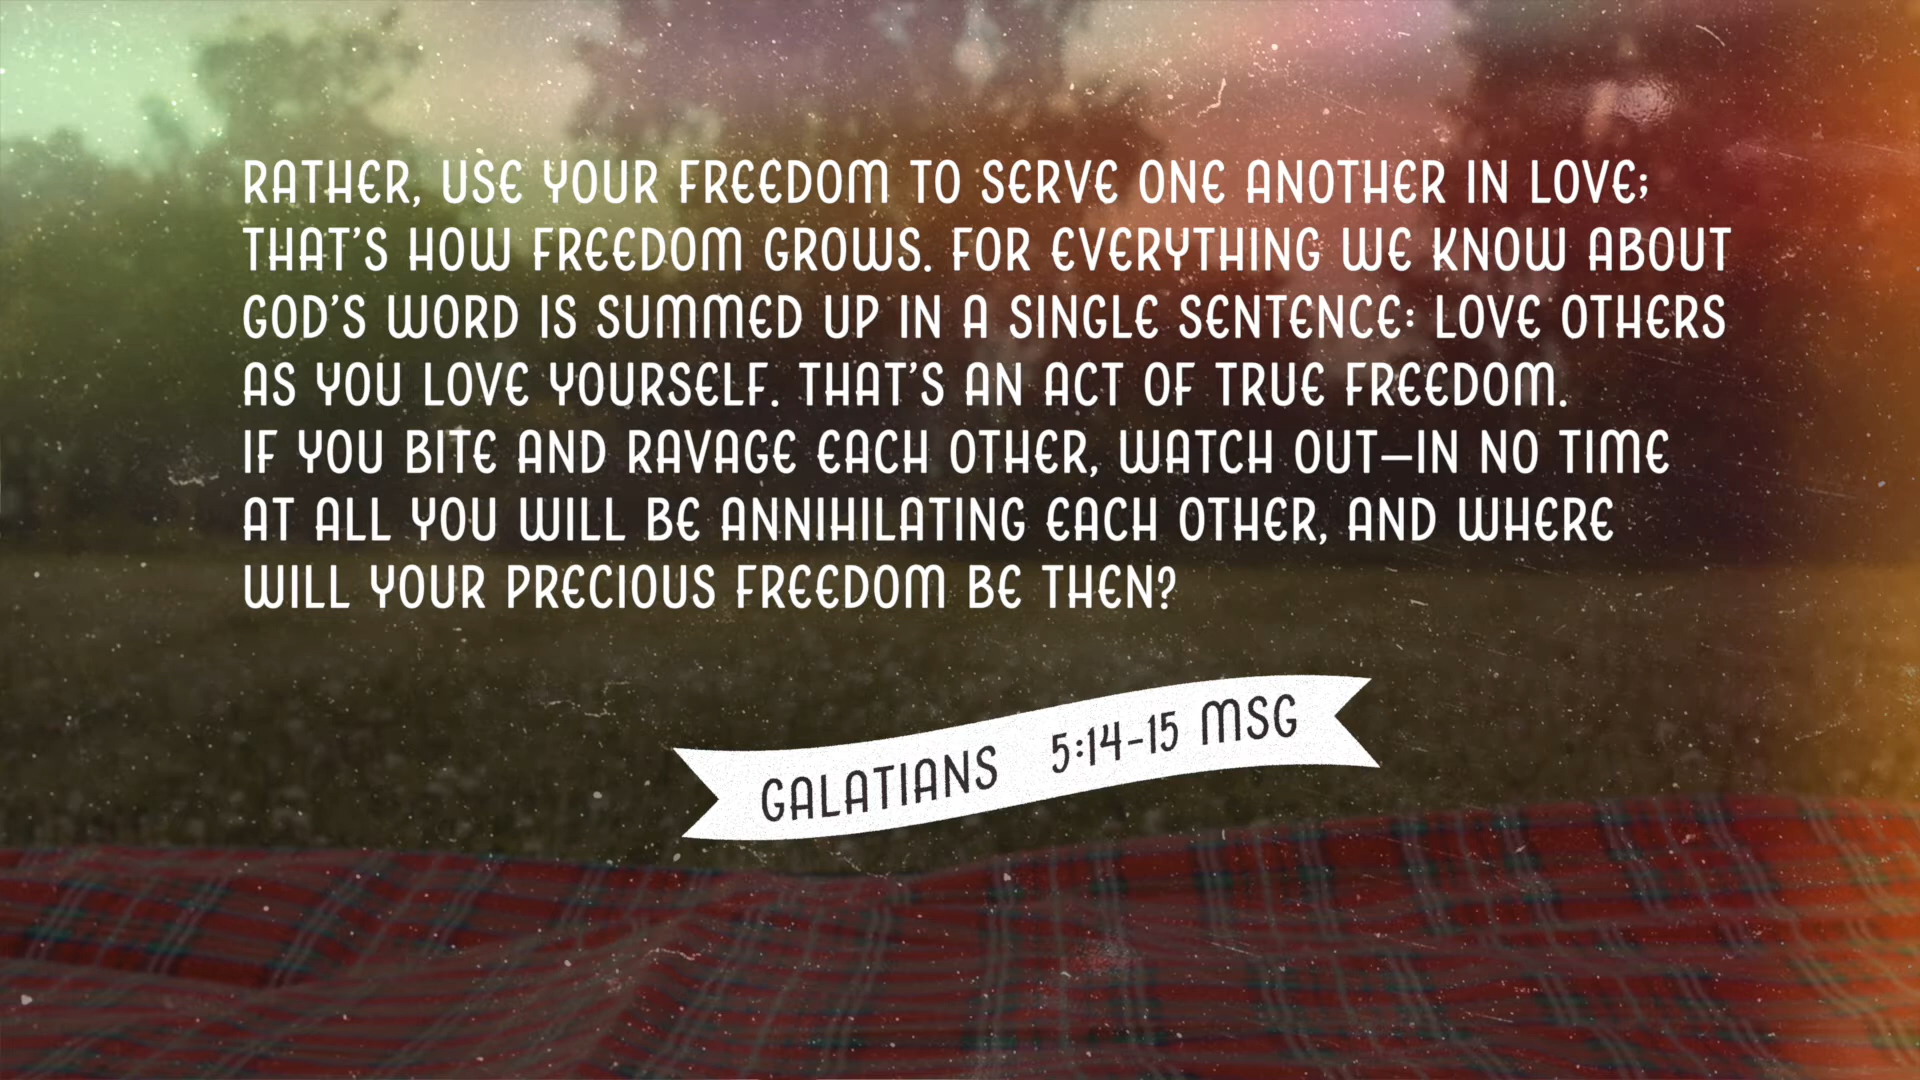 RATHER, USE YOUR FREEDOM TO SERVE ONE ANOTHER IN LOVE;
THAT'S HOW FREEDOM GROWS. FOR EVERYTHING WE KNOW ABOUT
GOD'S WORD IS SUMMED UP IN A SINGLE SENTENCE: LOVE OTHERS
AS YOU LOVE YOURSELF. THAT'S AN ACT OF TRUE FREEDOM.
IF YOU BITE AND RAVAGE EACH OTHER, WATCH OUT—IN NO TIME
AT ALL YOU WILL BE ANNIHILATING EACH OTHER, AND WHERE
WILL YOUR PRECIOUS FREEDOM BE THEN?
GALATIANS 5:14-15 MSG